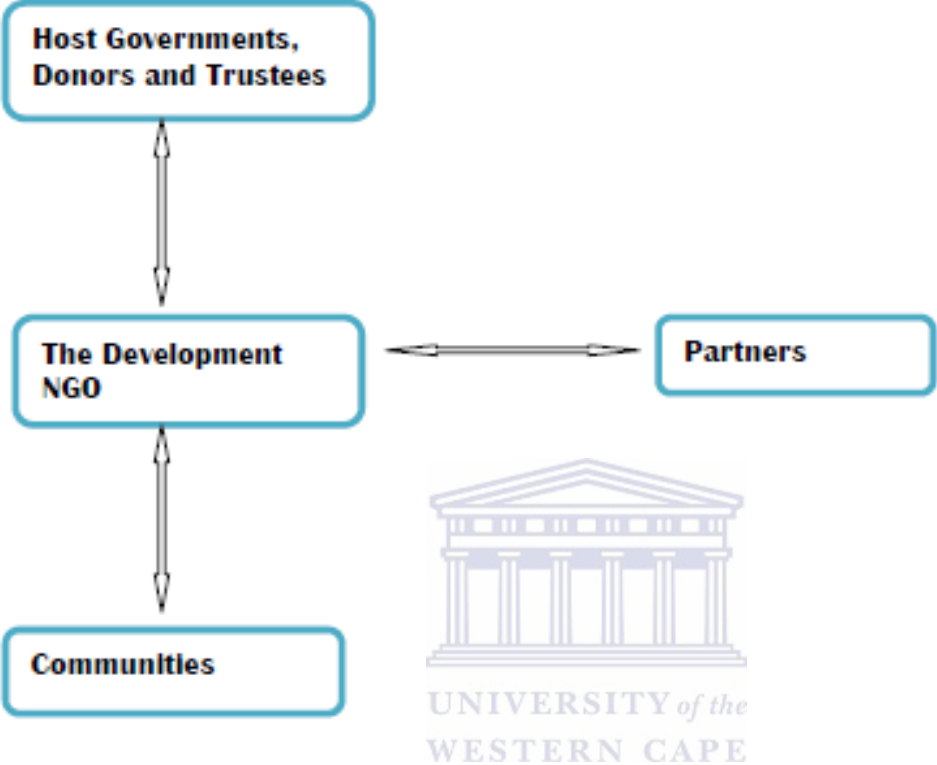 Host Governments,
Donors and Trustees
The Development
NGO
Partners
Communities
UNIVERSITY of the
WESTERN CAPE